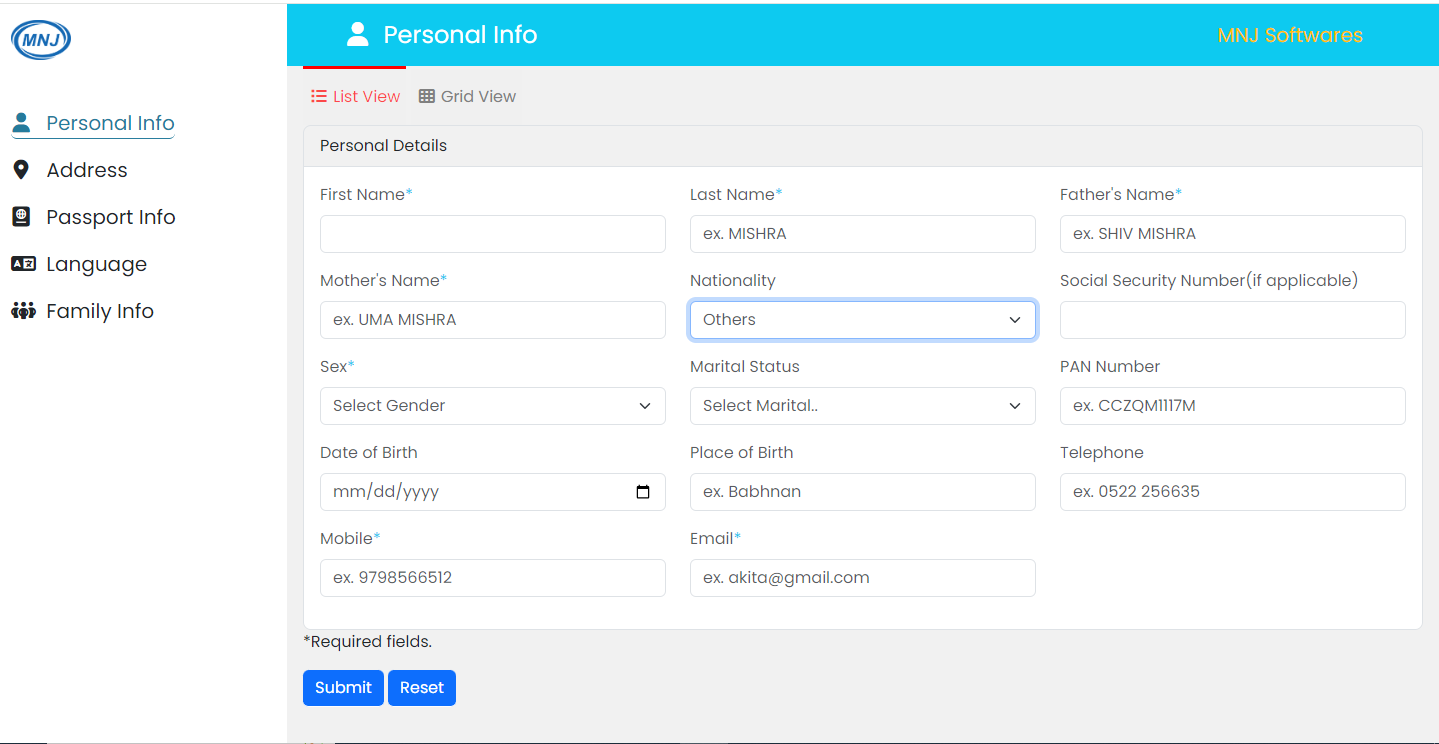 MNJ
Personal Info
MNJ Softwares
List View
Grid View
Personal Info
Address
Passport Info
Language
Family Info
Personal Details
First Name*
Last Name*
Father's Name*
ex. MISHRA
ex. SHIV MISHRA
Mother's Name*
Nationality
Social Security Number(if applicable)
ex. UMA MISHRA
Others
Sex*
Marital Status
PAN Number
Select Gender
Select Marital..
ex. CCZQM1117M
Date of Birth
Place of Birth
Telephone
mm/dd/yyyy
ex. Babhnan
ex. 0522 256635
Mobile*
Email*
ex. 9798566512
ex. akita@gmail.com
*Required fields.
Submit
Reset